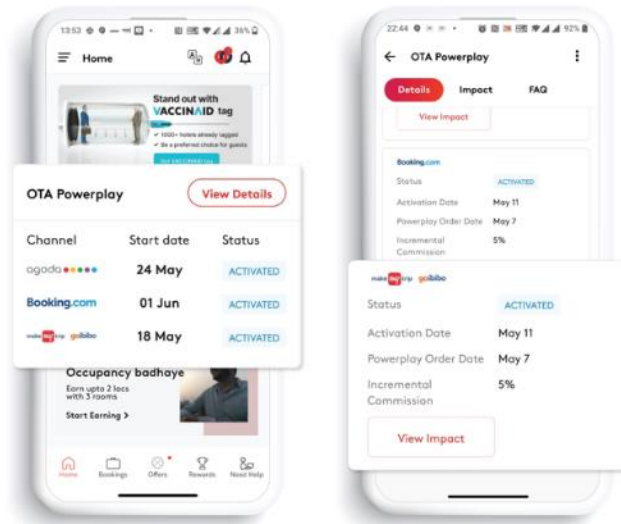 13:53
36%
Home
Stand out with
VACCINAID tag
✓ 1000+ hotels already tagged
✓ Be a preferred choice for guests
Get VACCINAID tag
OTA Powerplay
View Details
Channel Start date Status
agoda 24 May ACTIVATED
Booking.com 01 Jun ACTIVATED
make my trip goibibo 18 May ACTIVATED
Occupancy badhaye
Earn upto 2 lacs
with 3 rooms
Start Earning >
Home Bookings Offers Rewards Need Help
22:44
92%
OTA Powerplay
Details Impact FAQ
View Impact
Booking.com
Status ACTIVATED
Activation Date May 11
Powerplay Order Date May 7
Incremental 5%
Commission
make my trip goibibo
Status ACTIVATED
Activation Date May 11
Powerplay Order Date May 7
Incremental 5%
Commission
View Impact